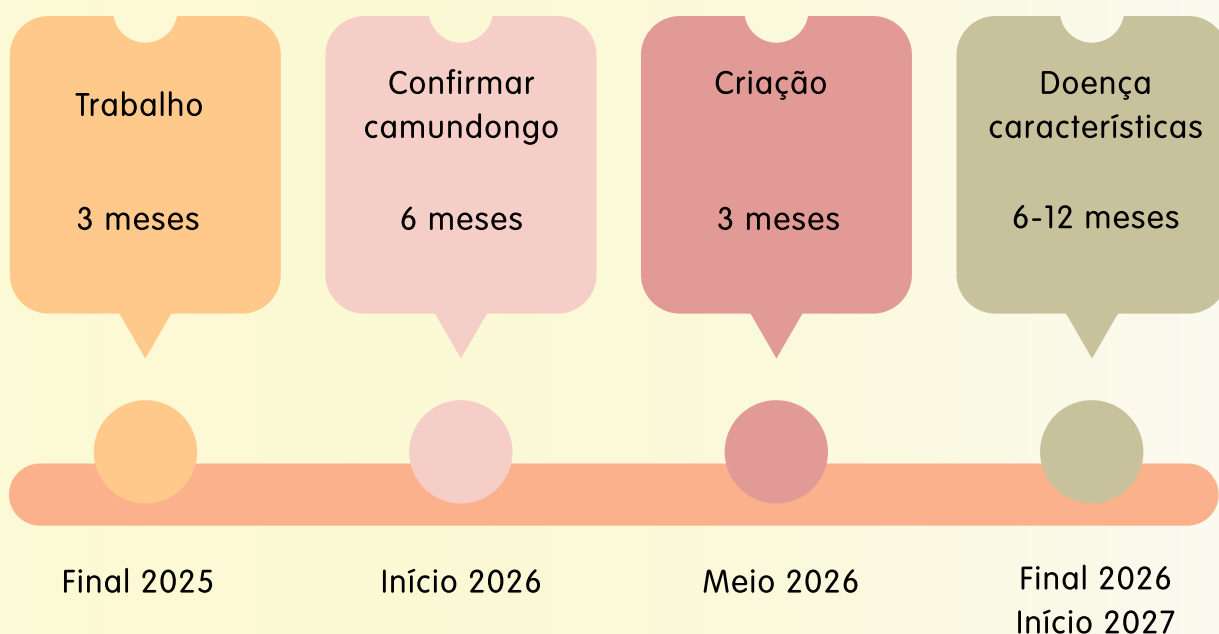 Trabalho
3 meses
Confirmar
camundongo
6 meses
Criação
3 meses
Doença
características
6-12 meses
Final 2025
Início 2026
Meio 2026
Final 2026
Início 2027